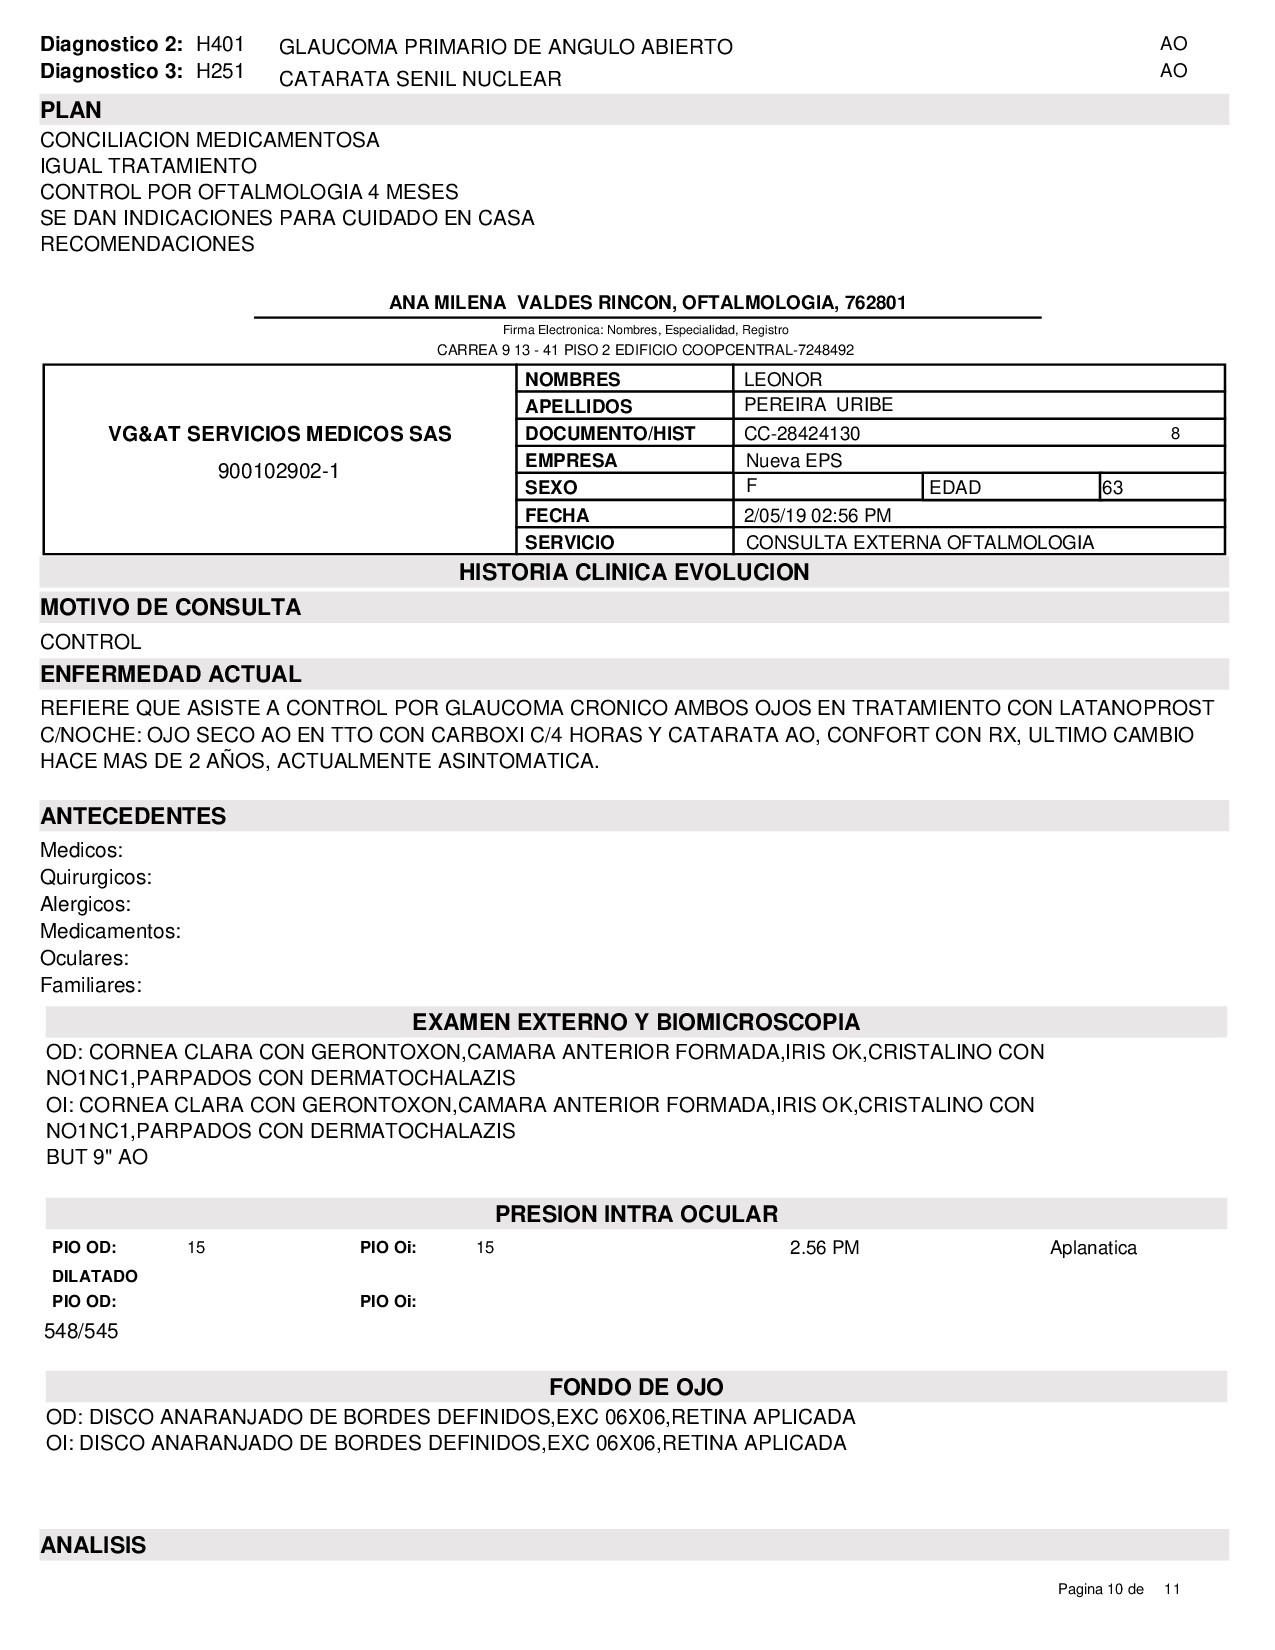 Diagnostico 2: H401 GLAUCOMA PRIMARIO DE ANGULO ABIERTO AO
Diagnostico 3: H251 CATARATA SENIL NUCLEAR AO
PLAN
CONCILIACION MEDICAMENTOSA
IGUAL TRATAMIENTO
CONTROL POR OFTALMOLOGIA 4 MESES
SE DAN INDICACIONES PARA CUIDADO EN CASA
RECOMENDACIONES
ANA MILENA VALDES RINCON, OFTALMOLOGIA, 762801
Firma Electronica: Nombres, Especialidad, Registro
CARREA 9 13 - 41 PISO 2 EDIFICIO COOPCENTRAL-7248492
VG&AT SERVICIOS MEDICOS SAS
900102902-1
NOMBRES LEONOR
APELLIDOS PEREIRA URIBE
DOCUMENTO/HIST CC-28424130 8
EMPRESA Nueva EPS
SEXO F EDAD 63
FECHA 2/05/19 02:56 PM
SERVICIO CONSULTA EXTERNA OFTALMOLOGIA
HISTORIA CLINICA EVOLUCION
MOTIVO DE CONSULTA
CONTROL
ENFERMEDAD ACTUAL
REFIERE QUE ASISTE A CONTROL POR GLAUCOMA CRONICO AMBOS OJOS EN TRATAMIENTO CON LATANOPROST
C/NOCHE: OJO SECO AO EN TTO CON CARBOXI C/4 HORAS Y CATARATA AO, CONFORT CON RX, ULTIMO CAMBIO
HACE MAS DE 2 AÑOS, ACTUALMENTE ASINTOMATICA.
ANTECEDENTES
Medicos:
Quirurgicos:
Alergicos:
Medicamentos:
Oculares:
Familiares:
EXAMEN EXTERNO Y BIOMICROSCOPIA
OD: CORNEA CLARA CON GERONTOXON,CAMARA ANTERIOR FORMADA,IRIS OK,CRISTALINO CON
NO1NC1,PARPADOS CON DERMATOCHALAZIS
OI: CORNEA CLARA CON GERONTOXON,CAMARA ANTERIOR FORMADA,IRIS OK,CRISTALINO CON
NO1NC1,PARPADOS CON DERMATOCHALAZIS
BUT 9" AO
PRESION INTRA OCULAR
PIO OD: 15 PIO Oi: 15 2.56 PM Aplanatica
DILATADO
PIO OD: PIO Oi:
548/545
FONDO DE OJO
OD: DISCO ANARANJADO DE BORDES DEFINIDOS,EXC 06X06,RETINA APLICADA
OI: DISCO ANARANJADO DE BORDES DEFINIDOS,EXC 06X06,RETINA APLICADA
ANALISIS
Pagina 10 de 11